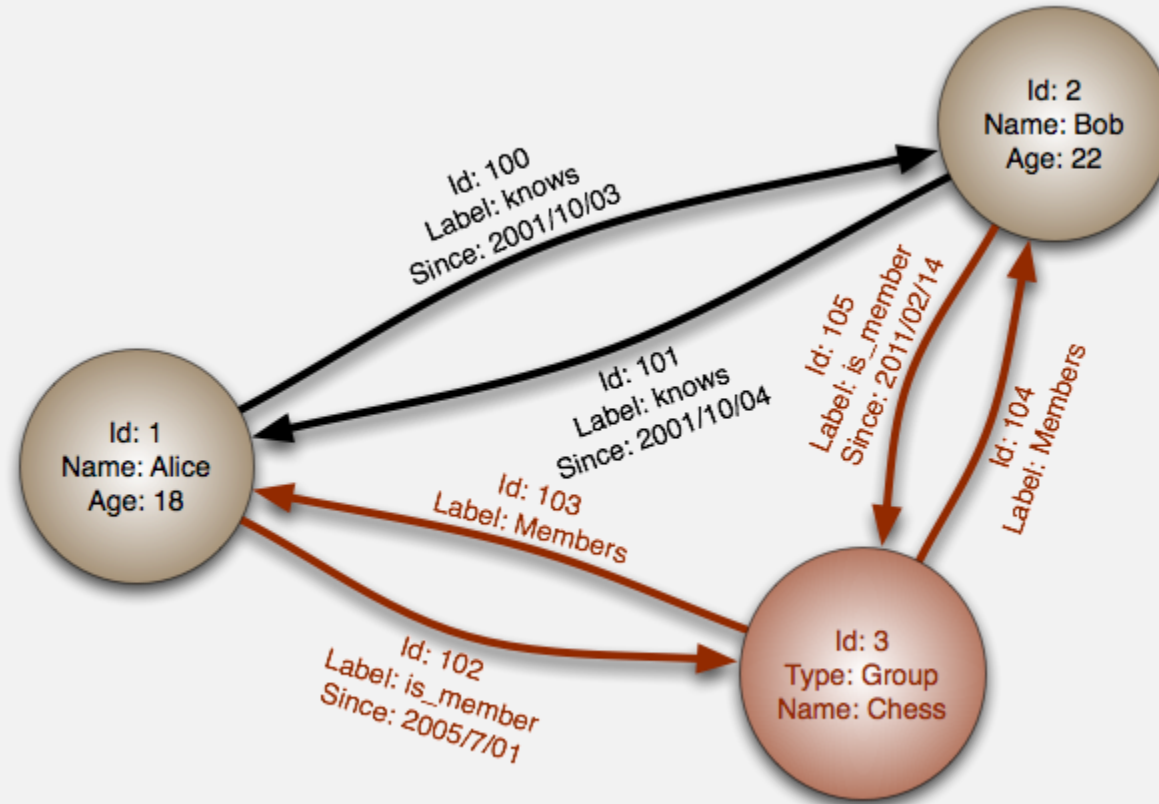 Id: 2
Name: Bob
Age: 22
Id: 100
Label: knows
Since: 2001/10/03
Id: 101
Label: knows
Since: 2001/10/04
Id: 105
Label: is_member
Since: 2011/02/14
Id: 104
Label: Members
Id: 1
Name: Alice
Age: 18
Id: 103
Label: Members
Id: 102
Label: is_member
Since: 2005/7/01
Id: 3
Type: Group
Name: Chess